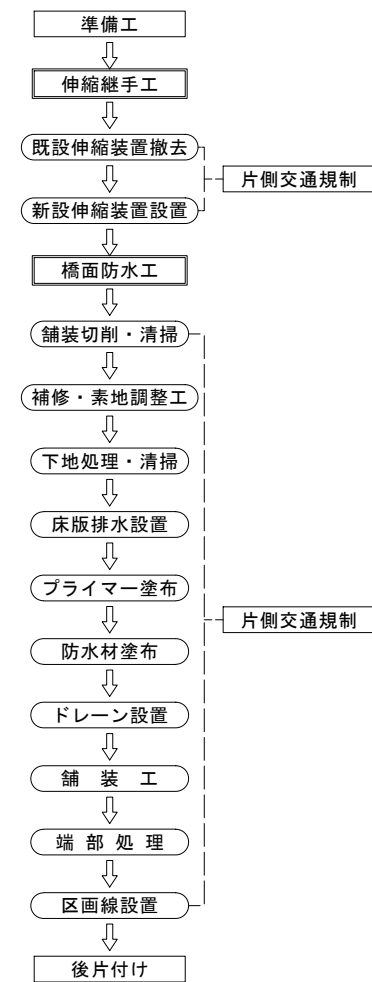 準備工
伸縮継手工
既設伸縮装置撤去
片側交通規制
新設伸縮装置設置
橋面防水工
舗装切削・清掃
補修・素地調整工
下地処理・清掃
床版排水設置
プライマー塗布
片側交通規制
防水材塗布
ドレーン設置
舗　装　工
端 部 処 理
区画線設置
後片付け